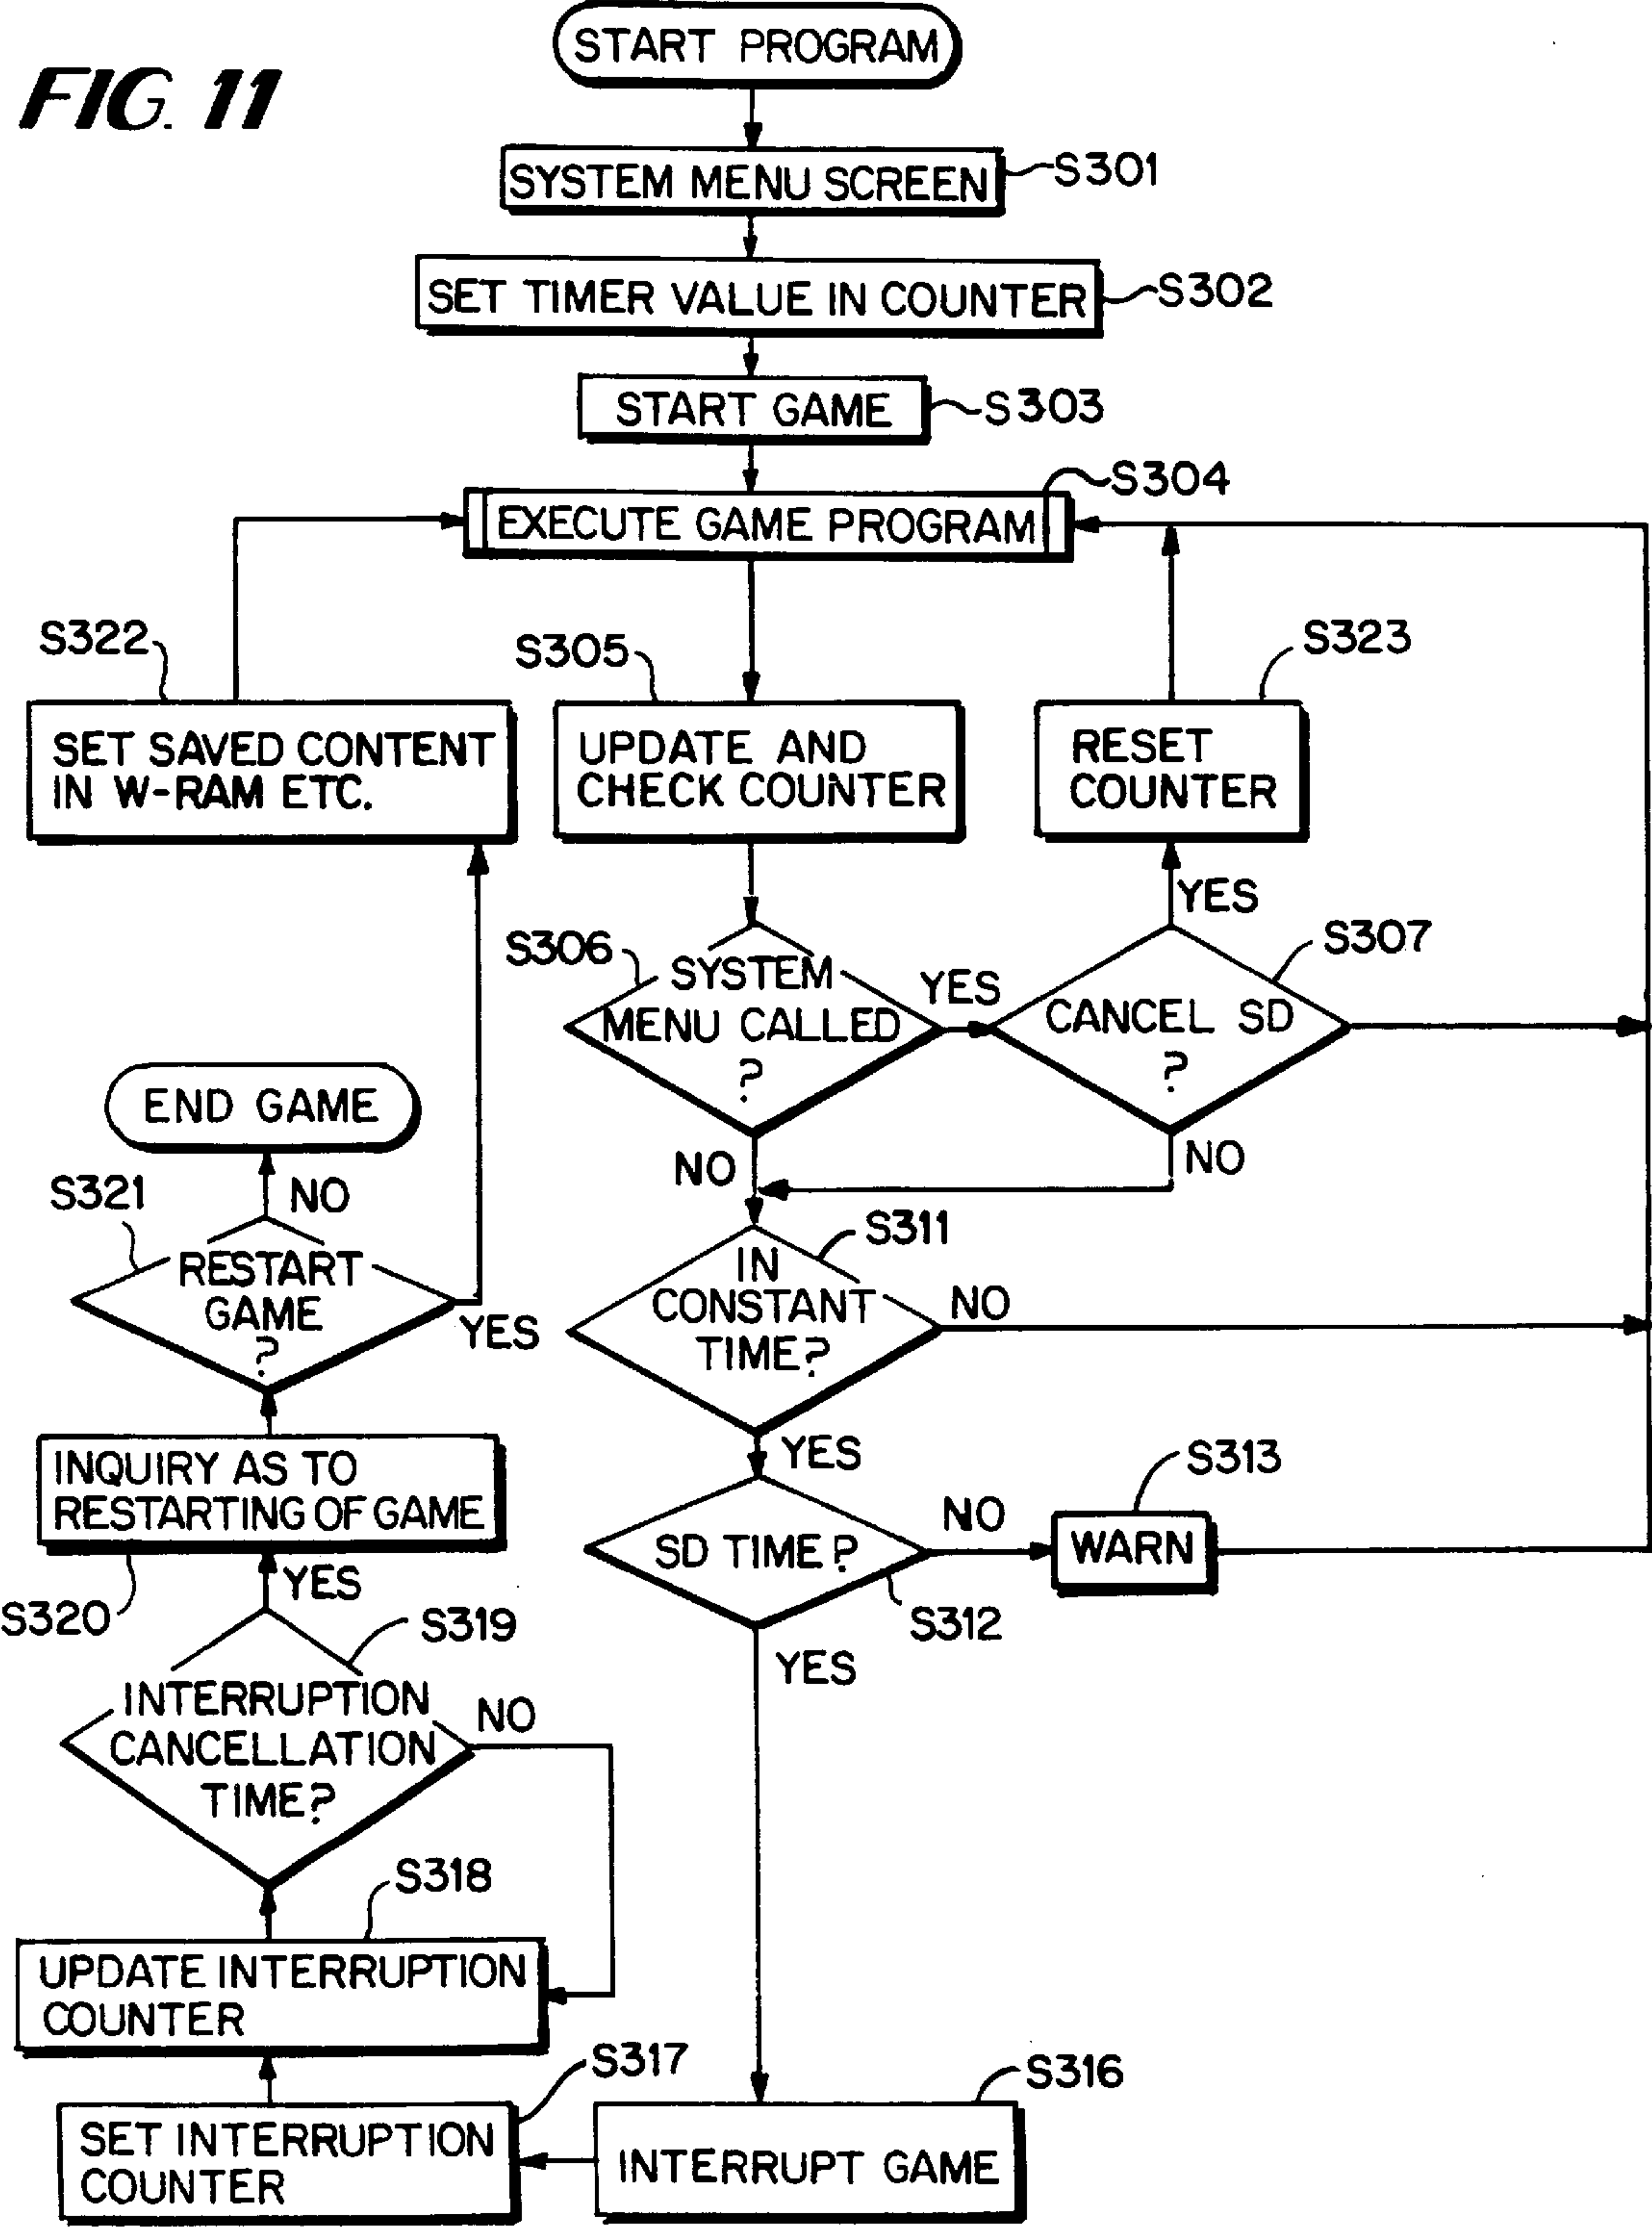 FIG. 11
START PROGRAM
SYSTEM MENU SCREEN
S301
SET TIMER VALUE IN COUNTER
S302
START GAME
S303
EXECUTE GAME PROGRAM
S304
S322
SET SAVED CONTENT
IN W-RAM ETC.
S305
UPDATE AND
CHECK COUNTER
S323
RESET
COUNTER
YES
S306
SYSTEM
MENU CALLED
?
YES
S307
CANCEL SD
?
NO
NO
END GAME
NO
S321
RESTART
GAME
?
YES
S311
IN
CONSTANT
TIME?
NO
YES
INQUIRY AS TO
RESTARTING OF GAME
S320
YES
SD TIME?
NO
S312
S313
WARN
YES
S319
INTERRUPTION
CANCELLATION
TIME?
NO
S318
UPDATE INTERRUPTION
COUNTER
S317
SET INTERRUPTION
COUNTER
S316
INTERRUPT GAME